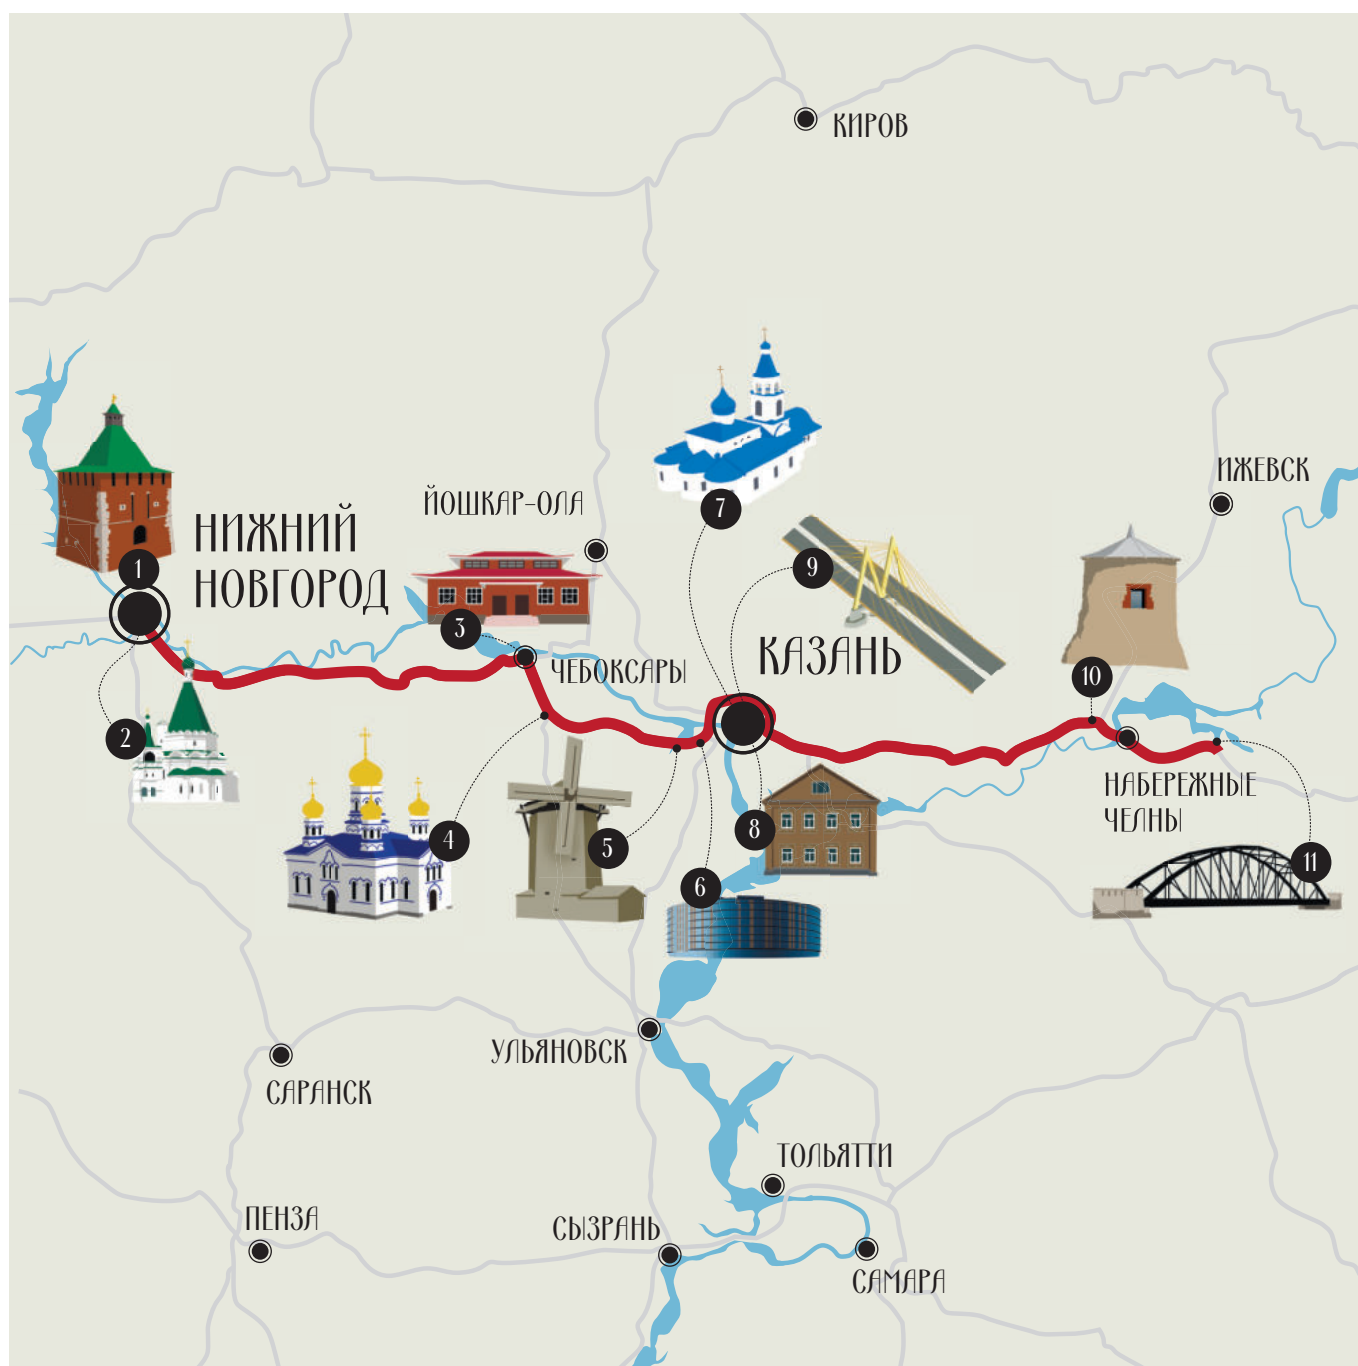 КИРОВ
ИЖЕВСК
7
ЙОШКАР-ОЛА
НИЖНИЙ
НОВГОРОД
1
9
3
КАЗАНЬ
ЧЕБОКСАРЫ
10
2
НАБЕРЕЖНЫЕ
ЧЕЛНЫ
4
5
8
11
6
УЛЬЯНОВСК
САРАНСК
ТОЛЬЯТТИ
ПЕНЗА
СЫЗРАНЬ
САМАРА